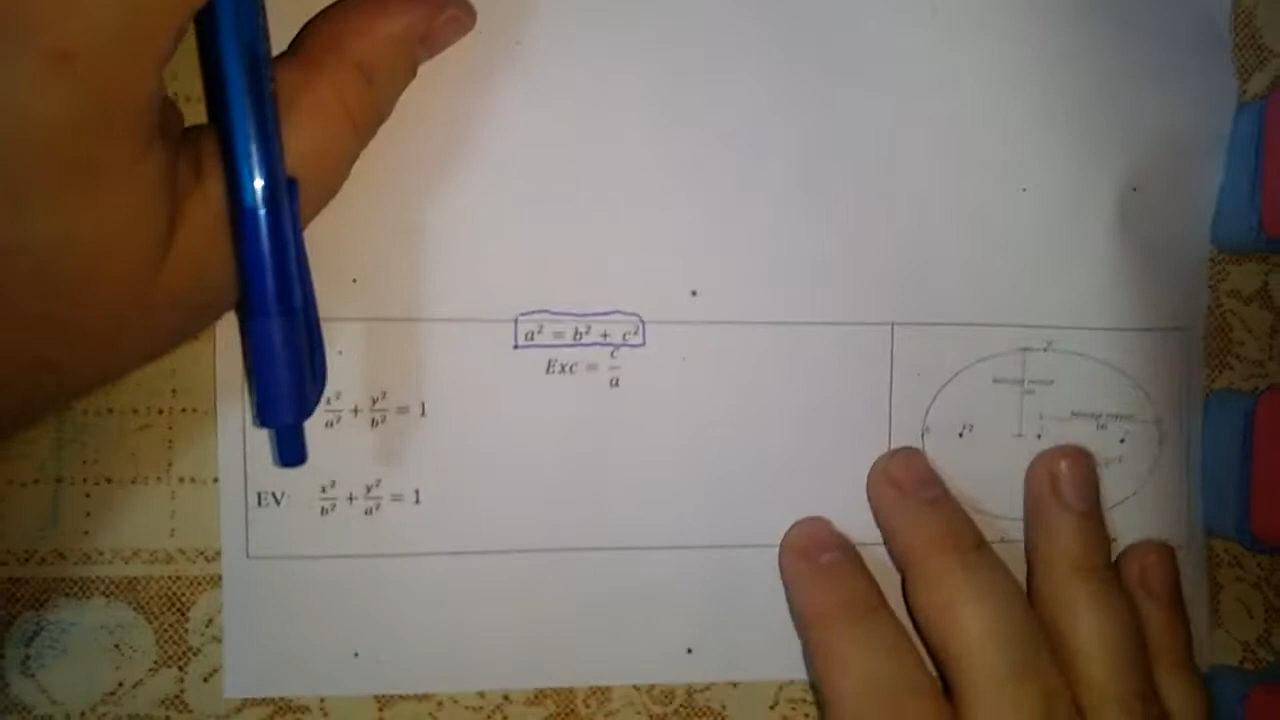 a² = b² + c²
Exc = c/a
x²/a² + y²/b² = 1
EV: x²/b² + y²/a² = 1